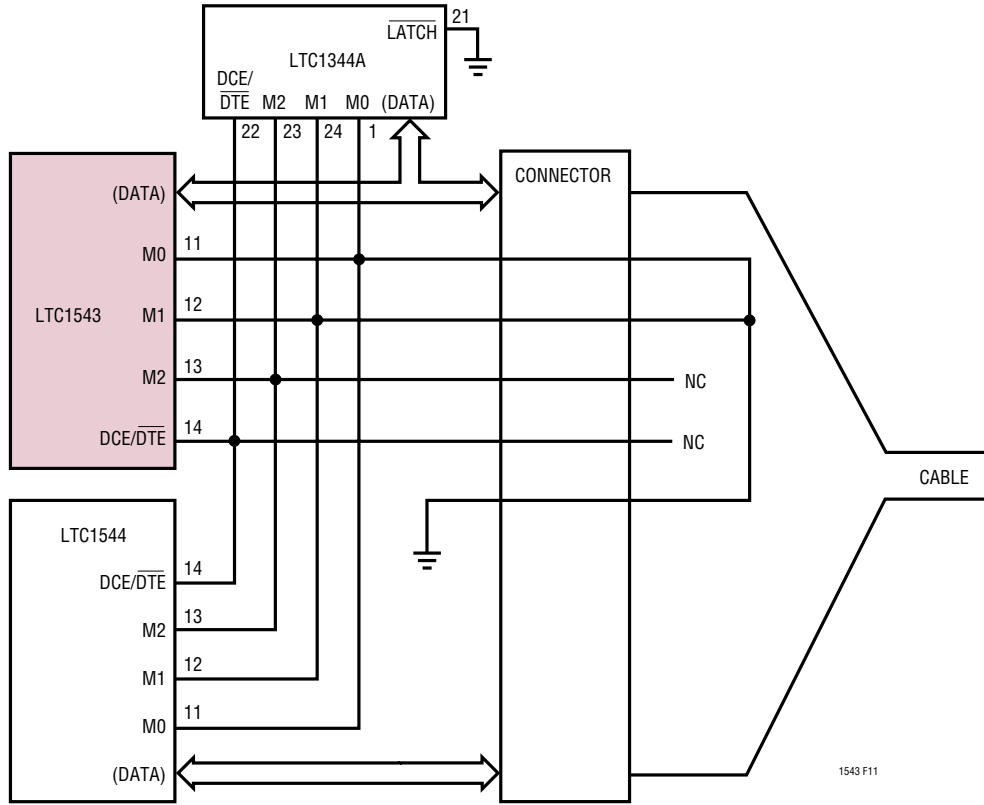 LATCH
21
LTC1344A
DCE/
DTE M2 M1 M0 (DATA)
22 23 24 1
CONNECTOR
(DATA)
M0 11
LTC1543 M1 12
M2 13
NC
DCE/DTE 14
NC
CABLE
LTC1544
DCE/DTE 14
M2 13
M1 12
M0 11
(DATA)
1543 F11